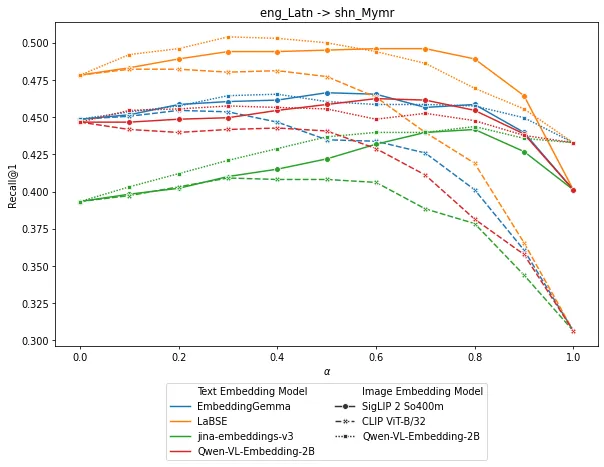 eng_Latn -> shn_Mymr
Recall@1
0.500
0.475
0.450
0.425
0.400
0.375
0.350
0.325
0.300
0.0 0.2 0.4 0.6 0.8 1.0
α
Text Embedding Model Image Embedding Model
EmbeddingGemma SigLIP 2 So400m
LaBSE CLIP ViT-B/32
jina-embeddings-v3 Qwen-VL-Embedding-2B
Qwen-VL-Embedding-2B